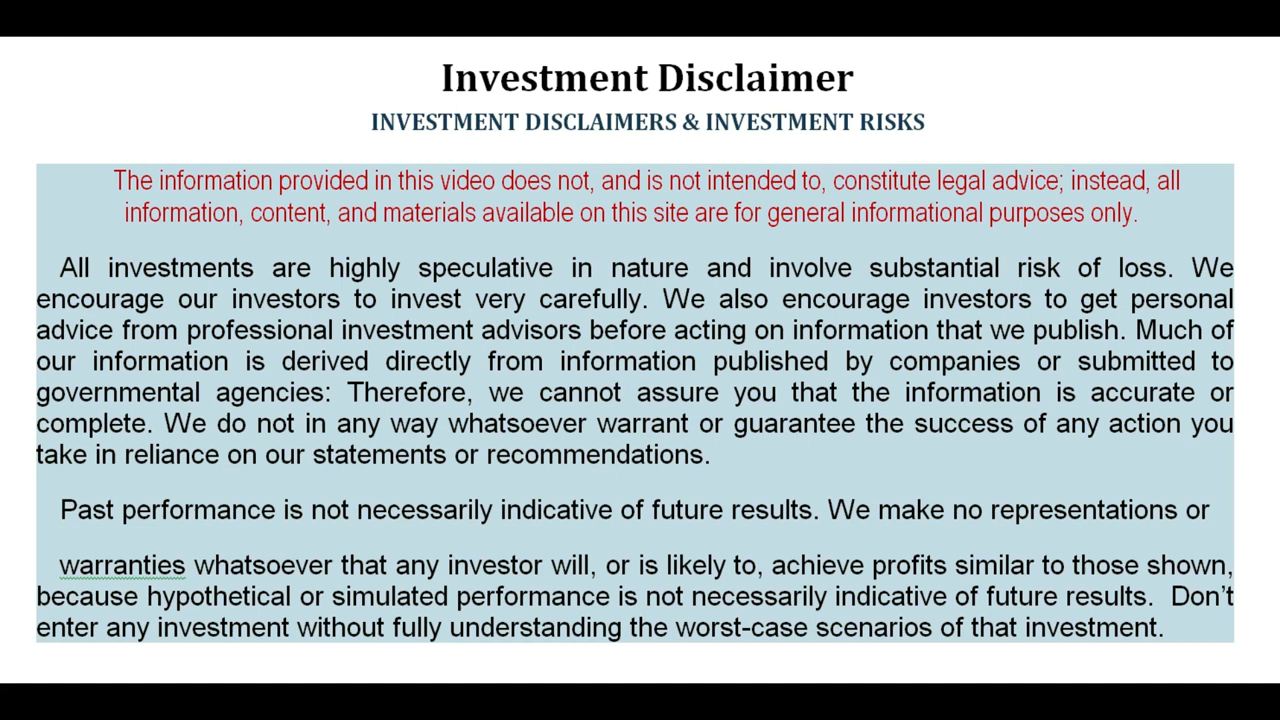 Investment Disclaimer
INVESTMENT DISCLAIMERS & INVESTMENT RISKS
The information provided in this video does not, and is not intended to, constitute legal advice; instead, all
information, content, and materials available on this site are for general informational purposes only.
All investments are highly speculative in nature and involve substantial risk of loss. We
encourage our investors to invest very carefully. We also encourage investors to get personal
advice from professional investment advisors before acting on information that we publish. Much of
our information is derived directly from information published by companies or submitted to
governmental agencies: Therefore, we cannot assure you that the information is accurate or
complete. We do not in any way whatsoever warrant or guarantee the success of any action you
take in reliance on our statements or recommendations.
Past performance is not necessarily indicative of future results. We make no representations or
warranties whatsoever that any investor will, or is likely to, achieve profits similar to those shown,
because hypothetical or simulated performance is not necessarily indicative of future results.  Don’t
enter any investment without fully understanding the worst-case scenarios of that investment.